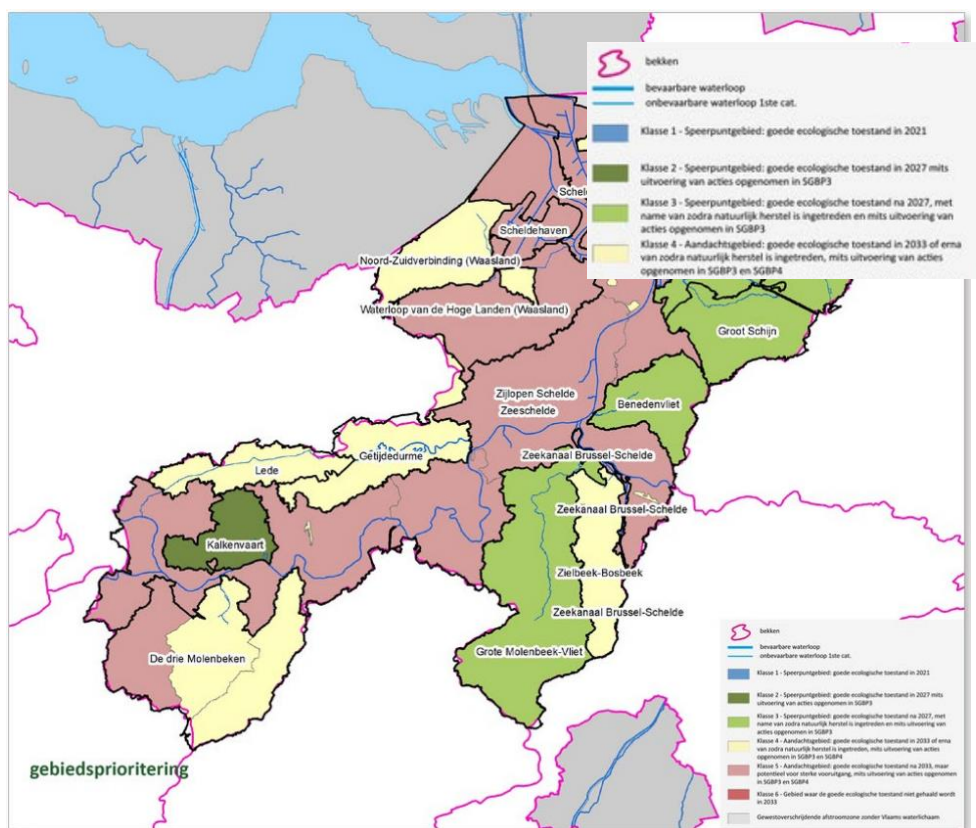 bekken
bevaarbare waterloop
onbevaarbare waterloop 1ste cat.
Klasse 1 - Speerpuntgebied: goede ecologische toestand in 2021
Klasse 2 - Speerpuntgebied: goede ecologische toestand in 2027 mits
uitvoering van acties opgenomen in SGBP3
Klasse 3 - Speerpuntgebied: goede ecologische toestand na 2027, met
name van zodra natuurlijk herstel is ingetreden en mits uitvoering van
acties opgenomen in SGBP3
Klasse 4 - Aandachtsgebied: goede ecologische toestand in 2033 of erna
van zodra natuurlijk herstel is ingetreden, mits uitvoering van acties
opgenomen in SGBP3 en SGBP4
Scheldehaven
Noord-Zuidverbinding (Waasland)
Waterloop van de Hoge Landen (Waasland)
Groot Schijn
Zijlopen Schelde
Zeeschelde
Benedenvliet
Getijdedurme
Zeekanaal Brussel-Schelde
Lede
Zeekanaal Brussel-Schelde
Kalkenvaart
Zielbeek-Bosbeek
Zeekanaal Brussel-Schelde
Grote Molenbeek-Vliet
De drie Molenbeken
gebiedsprioritering
bekken
bevaarbare waterloop
onbevaarbare waterloop 1ste cat.
Klasse 1 - Speerpuntgebied: goede ecologische toestand in 2021
Klasse 2 - Speerpuntgebied: goede ecologische toestand in 2027 mits
uitvoering van acties opgenomen in SGBP3
Klasse 3 - Speerpuntgebied: goede ecologische toestand na 2027, met
name van zodra natuurlijk herstel is ingetreden en mits uitvoering van
acties opgenomen in SGBP3
Klasse 4 - Aandachtsgebied: goede ecologische toestand in 2033 of erna
van zodra natuurlijk herstel is ingetreden, mits uitvoering van acties
opgenomen in SGBP3 en SGBP4
Klasse 5 - Aandachtsgebied: goede ecologische toestand na 2033, maar
potentieel voor sterke vooruitgang, mits uitvoering van acties opgenomen
in SGBP3 en SGBP4
Klasse 6 - Gebied waar de goede ecologische toestand niet gehaald wordt
in 2033
Gewestoverschrijdende afstroomzone zonder Vlaams waterlichaam